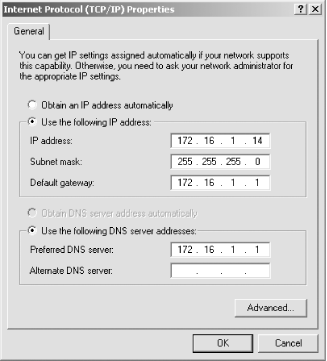 Internet Protocol (TCP/IP) Properties
General
You can get IP settings assigned automatically if your network supports
this capability. Otherwise, you need to ask your network administrator for
the appropriate IP settings.
Obtain an IP address automatically
Use the following IP address:
IP address: 172 . 16 . 1 . 14
Subnet mask: 255 . 255 . 255 . 0
Default gateway: 172 . 16 . 1 . 1
Obtain DNS server address automatically
Use the following DNS server addresses:
Preferred DNS server: 172 . 16 . 1 . 1
Alternate DNS server: . . .
Advanced...
OK Cancel